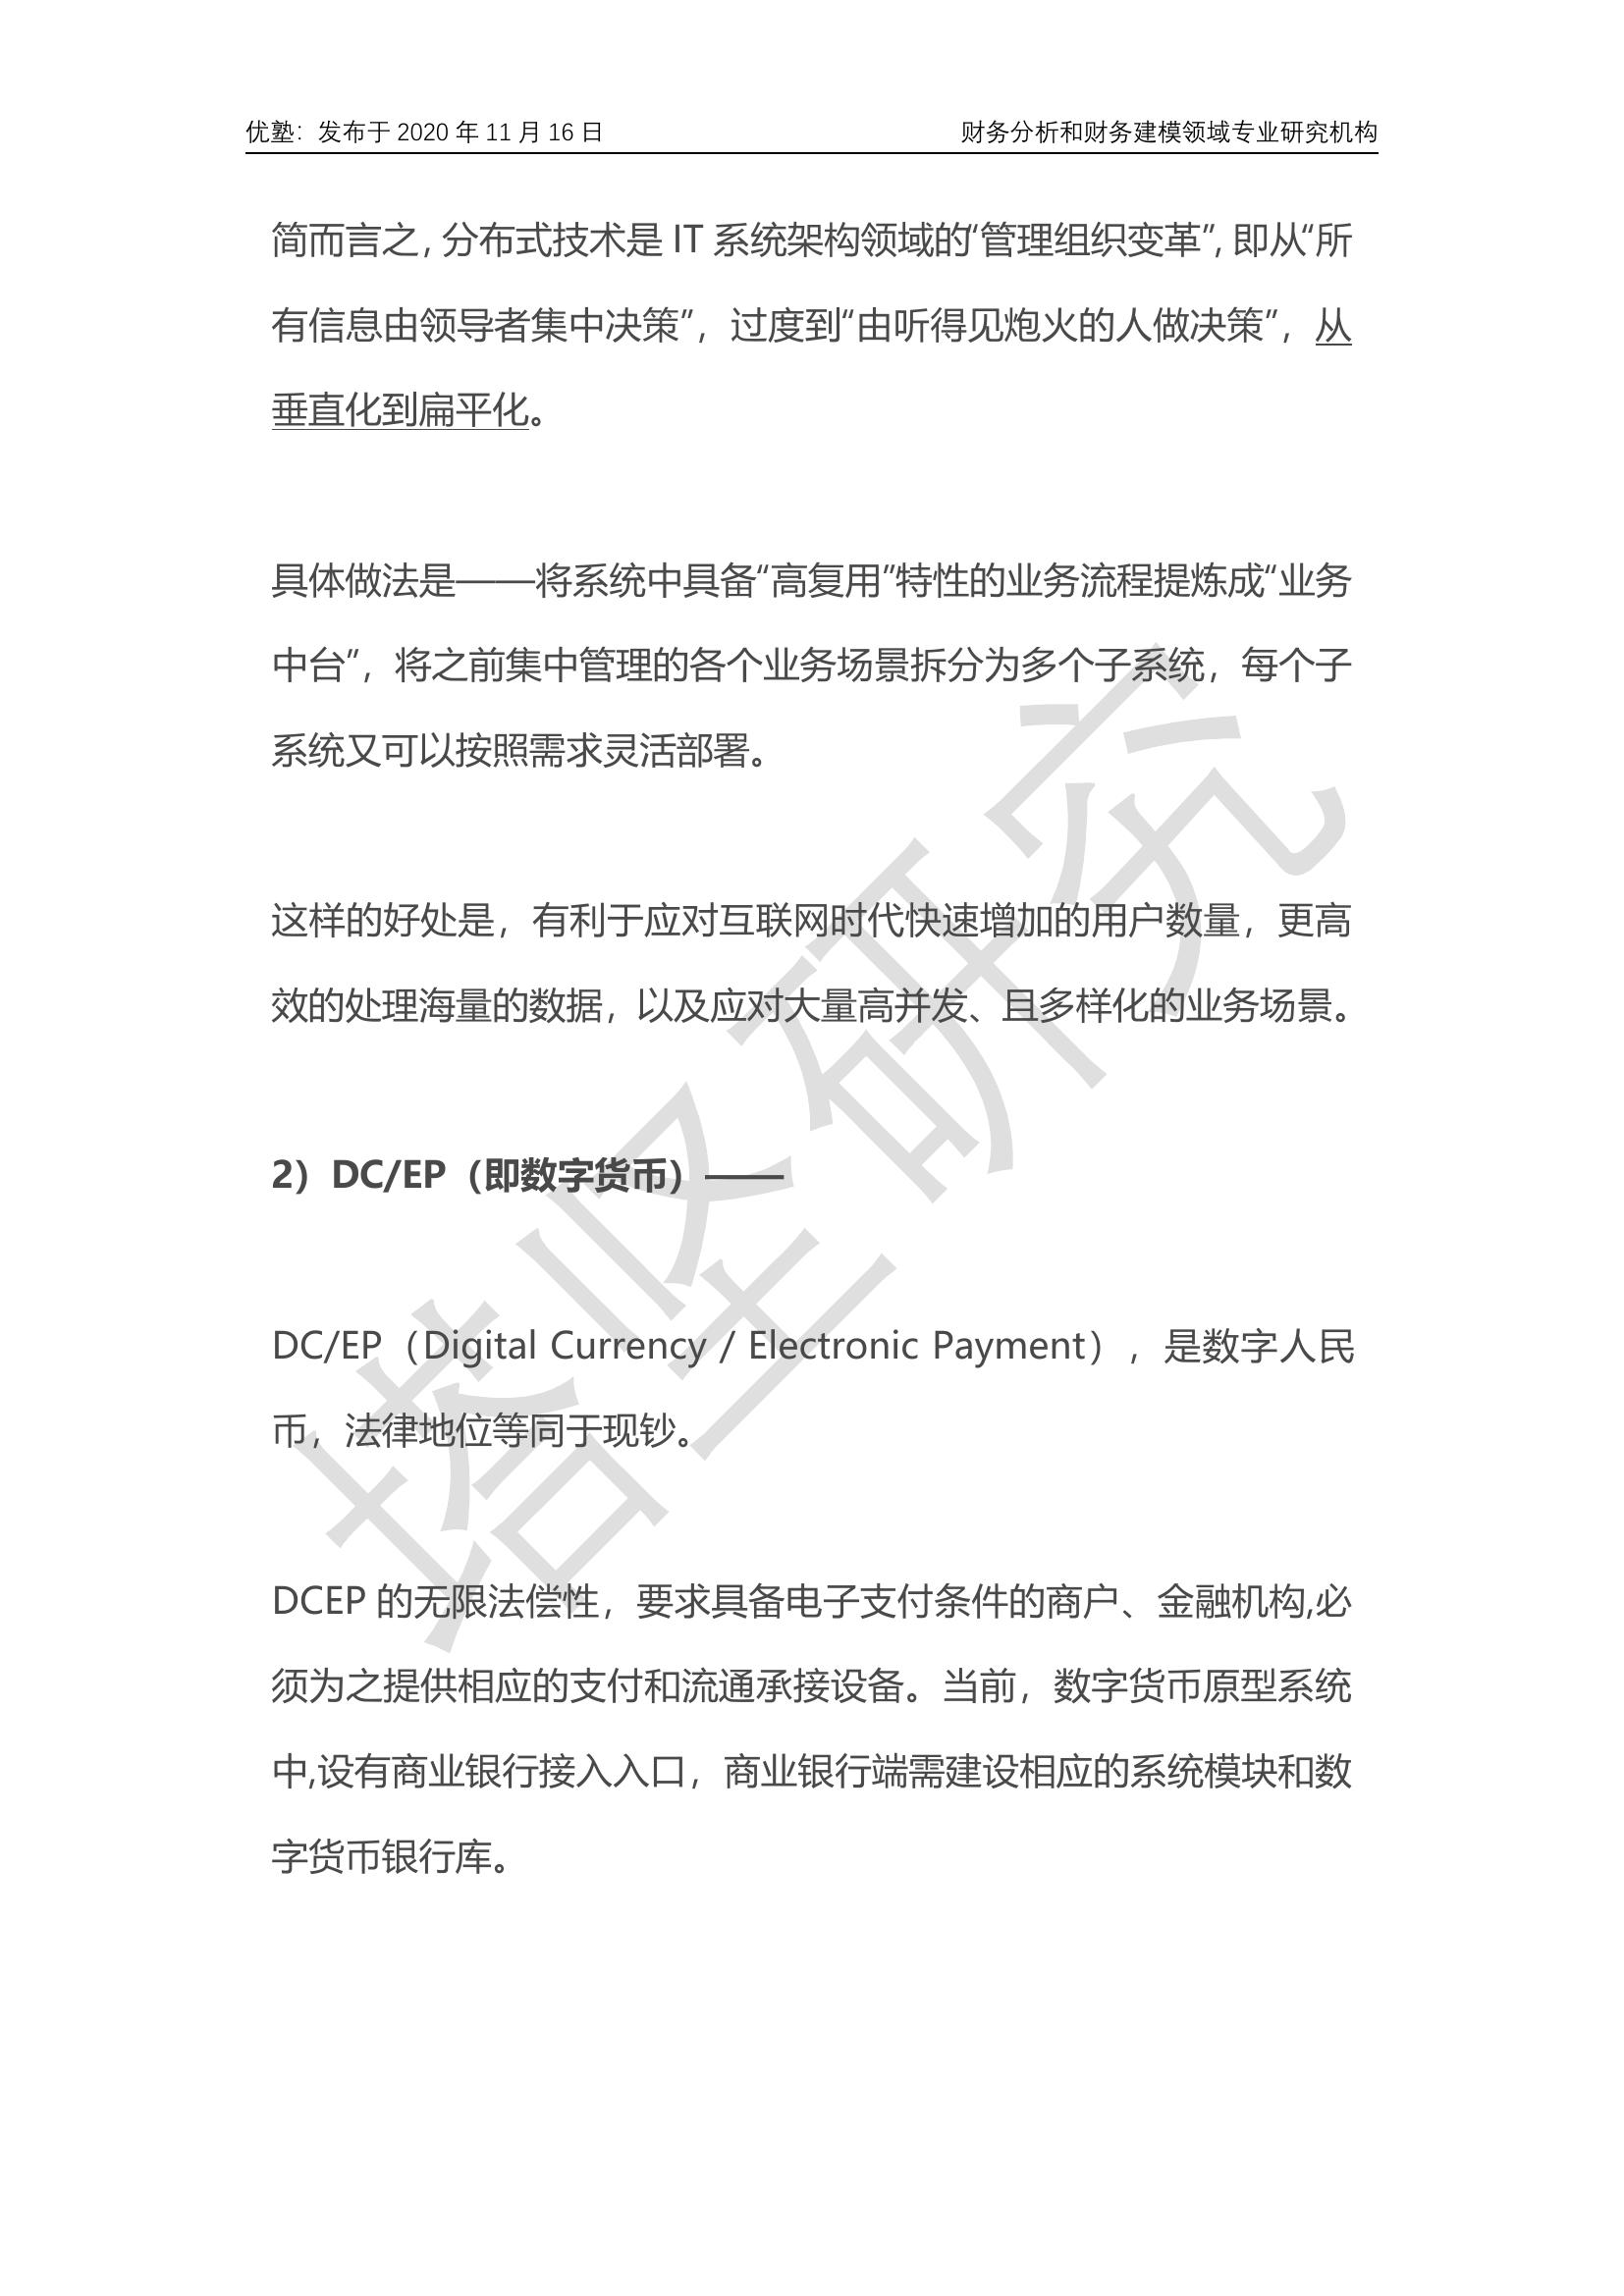 优塾：发布于 2020 年 11 月 16 日 财务分析和财务建模领域专业研究机构
简而言之，分布式技术是 IT 系统架构领域的“管理组织变革”，即从“所
有信息由领导者集中决策”，过度到“由听得见炮火的人做决策”，从
垂直化到扁平化。
具体做法是——将系统中具备“高复用”特性的业务流程提炼成“业务
中台”，将之前集中管理的各个业务场景拆分为多个子系统，每个子
系统又可以按照需求灵活部署。
这样的好处是，有利于应对互联网时代快速增加的用户数量，更高
效的处理海量的数据，以及应对大量高并发、且多样化的业务场景。
2）DC/EP（即数字货币）——
DC/EP（Digital Currency / Electronic Payment），是数字人民
币，法律地位等同于现钞。
DCEP 的无限法偿性，要求具备电子支付条件的商户、金融机构,必
须为之提供相应的支付和流通承接设备。当前，数字货币原型系统
中,设有商业银行接入入口，商业银行端需建设相应的系统模块和数
字货币银行库。
塔坚研究